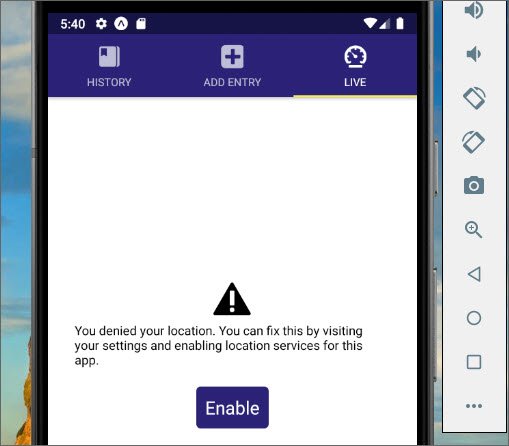 5:40
HISTORY
ADD ENTRY
LIVE
You denied your location. You can fix this by visiting
your settings and enabling location services for this
app.
Enable